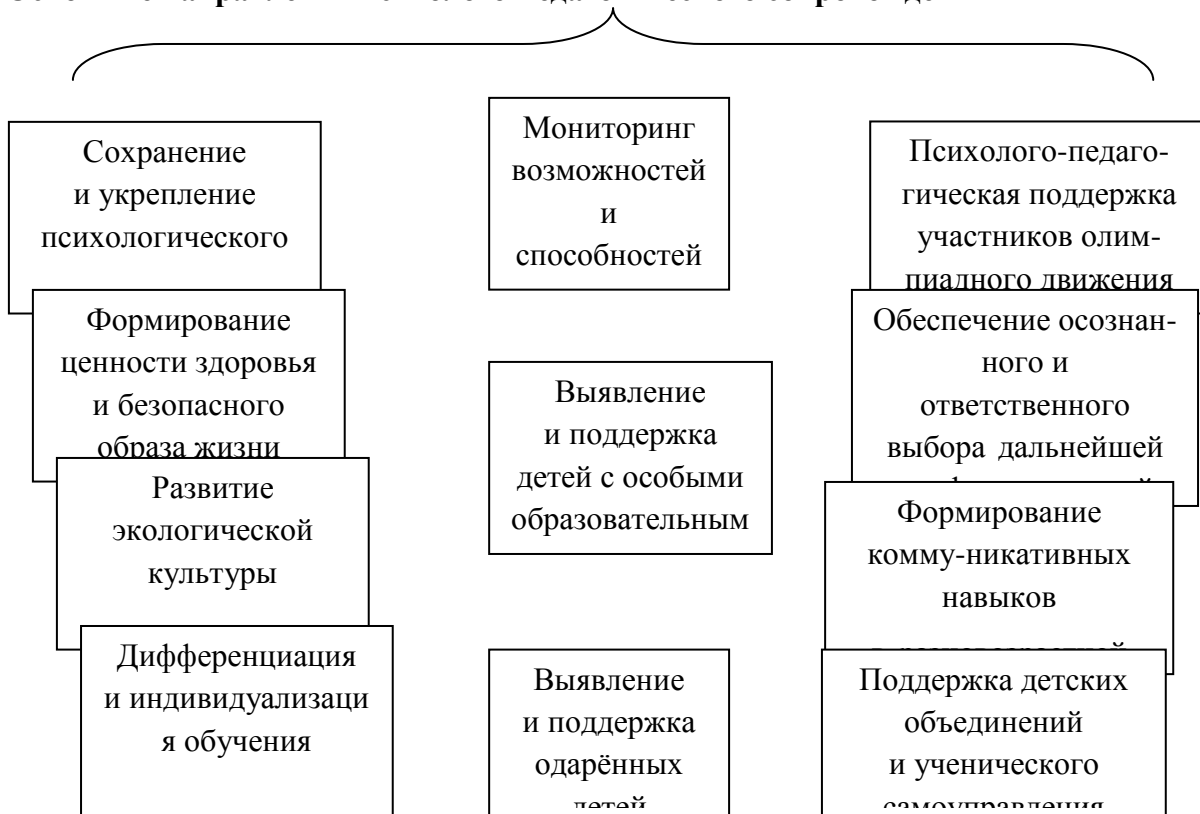 Сохранение
и укрепление
психологического
Формирование
ценности здоровья
и безопасного
образа жизни
Развитие
экологической
культуры
Дифференциация
и индивидуализаци
я обучения
Мониторинг
возможностей
и
способностей
Выявление
и поддержка
детей с особыми
образовательным
Выявление
и поддержка
одарённых
детей
Психолого-педаго-
гическая поддержка
участников олим-
пиадного движения
Обеспечение осознан-
ного и
ответственного
выбора дальнейшей
Формирование
комму-никативных
навыков
Поддержка детских
объединений
и ученического
самоуправления